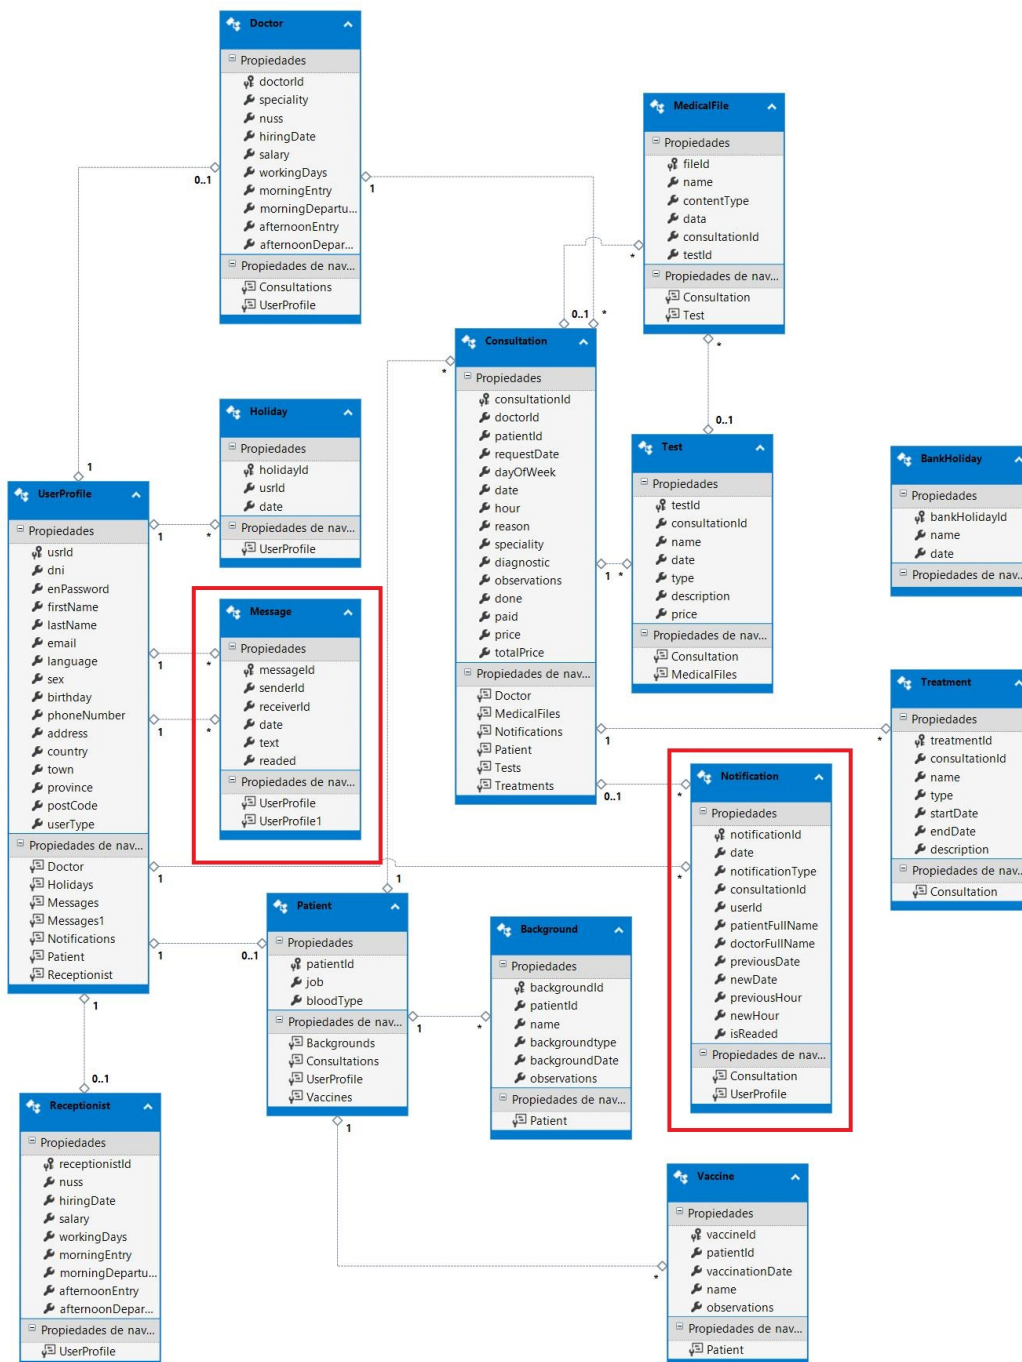 Doctor
Propiedades
doctorId
speciality
nuss
hiringDate
salary
workingDays
morningEntry
morningDepartu...
afternoonEntry
afternoonDepar...
Propiedades de nav...
Consultations
UserProfile
0..1
1
1
MedicalFile
Propiedades
fileId
name
contentType
data
consultationId
testId
Propiedades de nav...
Consultation
Test
*
*
0..1
0..1
*
*
Consultation
Propiedades
consultationId
doctorId
patientId
requestDate
dayOfWeek
date
hour
reason
speciality
diagnostic
observations
done
paid
price
totalPrice
Propiedades de nav...
Doctor
MedicalFiles
Notifications
Patient
Tests
Treatments
1
*
1
0..1
Holiday
Propiedades
holidayId
usrId
date
Propiedades de nav...
UserProfile
Test
Propiedades
testId
consultationId
name
date
type
description
price
Propiedades de nav...
Consultation
MedicalFiles
BankHoliday
Propiedades
bankHolidayId
name
date
Propiedades de nav...
UserProfile
Propiedades
usrId
dni
enPassword
firstName
lastName
email
language
sex
birthday
phoneNumber
address
country
town
province
postCode
userType
Propiedades de nav...
Doctor
Holidays
Messages
Messages1
Notifications
Patient
Receptionist
1
*
1
*
1
*
1
*
1
0..1
1
0..1
Message
Propiedades
messageId
senderId
receiverId
date
text
readed
Propiedades de nav...
UserProfile
UserProfile1
Treatment
Propiedades
treatmentId
consultationId
name
type
startDate
endDate
description
Propiedades de nav...
Consultation
*
*
Notification
Propiedades
notificationId
date
notificationType
consultationId
userId
patientFullName
doctorFullName
previousDate
newDate
previousHour
newHour
isReaded
Propiedades de nav...
Consultation
UserProfile
1
Patient
Propiedades
patientId
job
bloodType
Propiedades de nav...
Backgrounds
Consultations
UserProfile
Vaccines
1
*
1
Background
Propiedades
backgroundId
patientId
name
backgroundtype
backgroundDate
observations
Propiedades de nav...
Patient
Receptionist
Propiedades
receptionistId
nuss
hiringDate
salary
workingDays
morningEntry
morningDepartu...
afternoonEntry
afternoonDepar...
Propiedades de nav...
UserProfile
Vaccine
Propiedades
vaccineId
patientId
vaccinationDate
name
observations
Propiedades de nav...
Patient
*